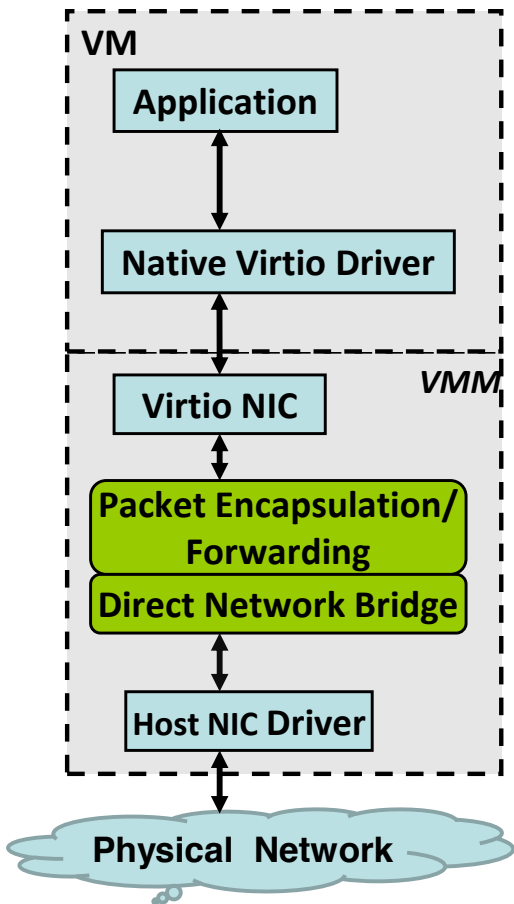 VM
Application
Native Virtio Driver
VMM
Virtio NIC
Packet Encapsulation/
Forwarding
Direct Network Bridge
Host NIC Driver
Physical Network